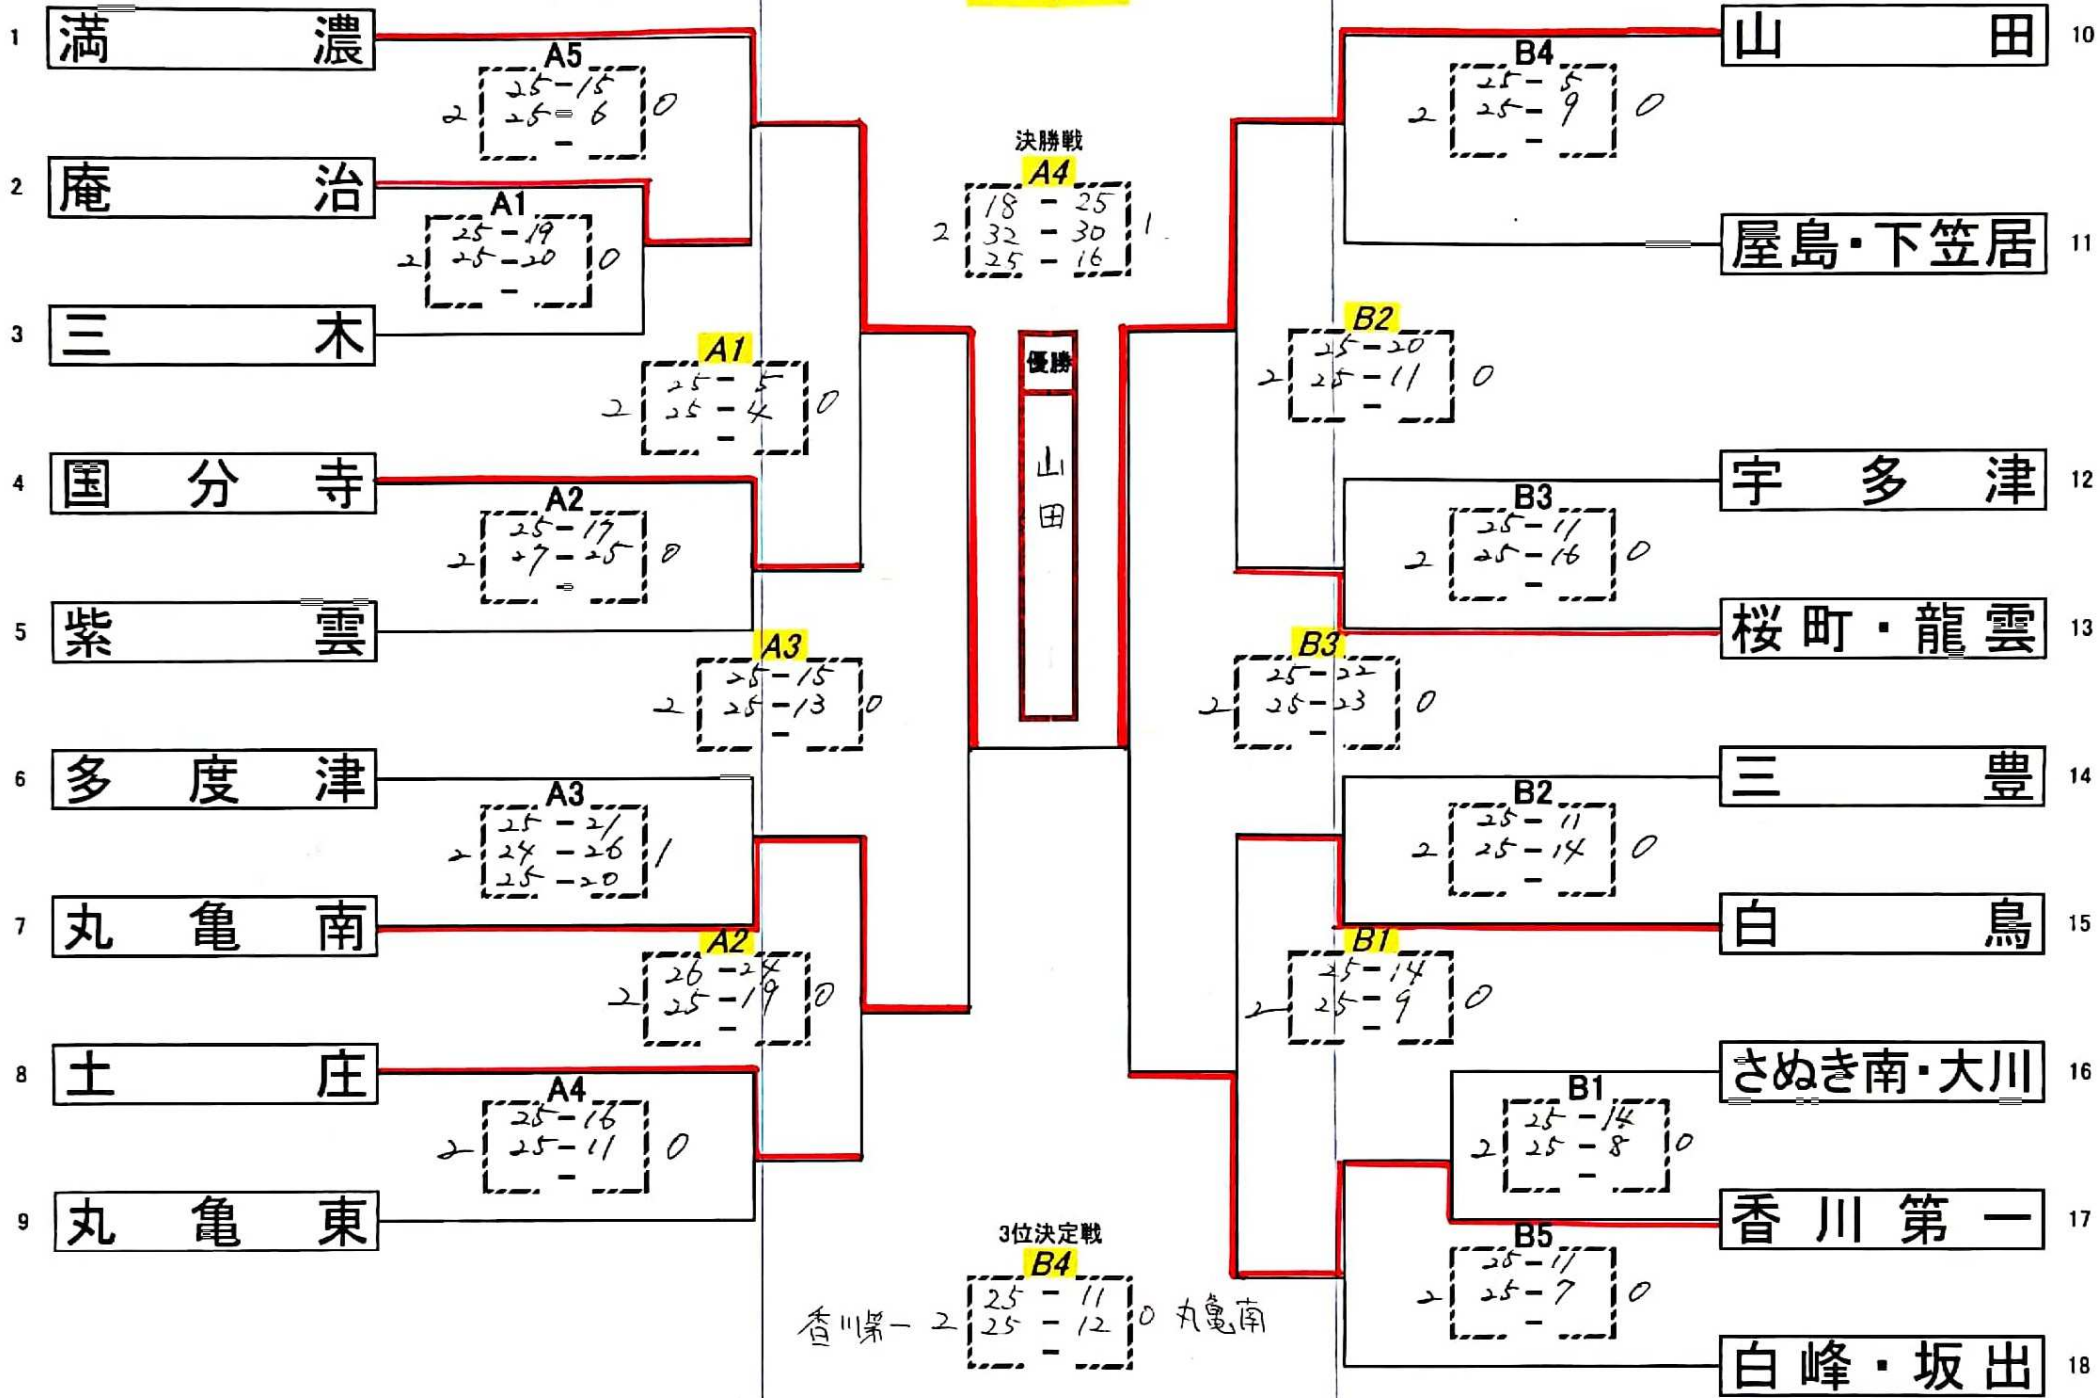 1 満濃
A5
25-15
2 25-6 0
-
2 庵治
A1
25-19
2 25-20 0
-
3 三木
A1
25-5
2 25-4 0
-
4 国分寺
A2
25-17
2 27-25 0
-
5 紫雲
A3
25-15
2 25-13 0
-
6 多度津
A3
25-21
2 24-26 1
25-20
7 丸亀南
A2
26-24
2 25-19 0
-
8 土庄
A4
25-16
2 25-11 0
-
9 丸亀東
決勝戦
A4
18-25
2 32-30 1
25-16
優勝
山田
3位決定戦
B4
25-11
香川第一 2 25-12 0 丸亀南
-
山田 10
B4
25-5
2 25-9 0
-
屋島・下笠居 11
B2
25-20
2 25-11 0
-
宇多津 12
B3
25-11
2 25-16 0
-
桜町・龍雲 13
B3
25-22
2 25-23 0
-
三豊 14
B2
25-11
2 25-14 0
-
白鳥 15
B1
25-14
2 25-9 0
-
さぬき南・大川 16
B1
25-14
2 25-8 0
-
香川第一 17
B5
25-11
2 25-7 0
-
白峰・坂出 18